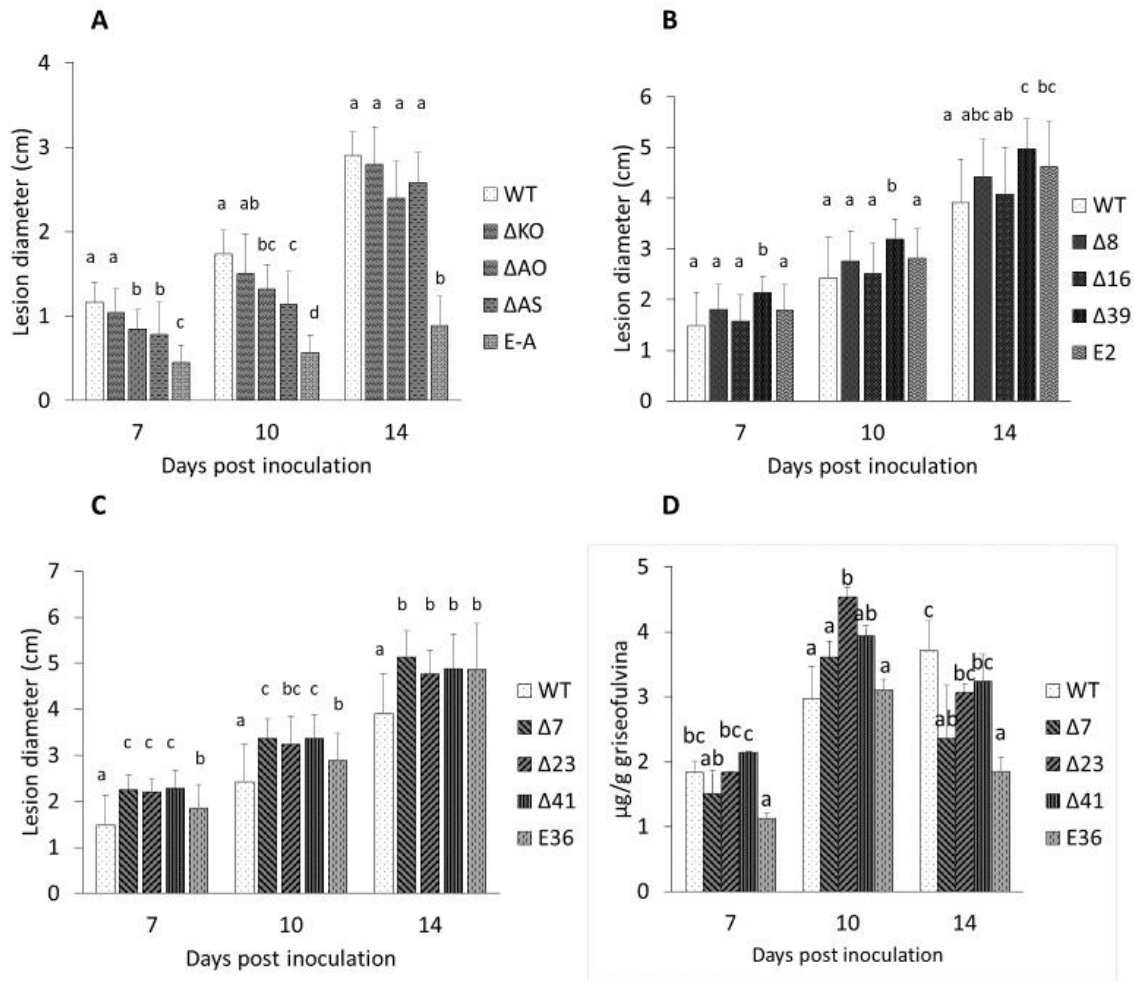 A
Lesion diameter (cm)
4
3
2
1
0
a a b b c
a ab bc c d
a a a a b
7 10 14
Days post inoculation
WT
ΔKO
ΔAO
ΔAS
E-A
B
Lesion diameter (cm)
6
5
4
3
2
1
0
a a a b a
a a a b a
a abc ab c bc
7 10 14
Days post inoculation
WT
Δ8
Δ16
Δ39
E2
C
Lesion diameter (cm)
7
6
5
4
3
2
1
0
a c c c b
a c bc c b
a b b b b
7 10 14
Days post inoculation
WT
Δ7
Δ23
Δ41
E36
D
µg/g griseofulvina
5
4
3
2
1
0
bc ab bc c a
a a b ab a
c ab bc bc a
7 10 14
Days post inoculation
WT
Δ7
Δ23
Δ41
E36